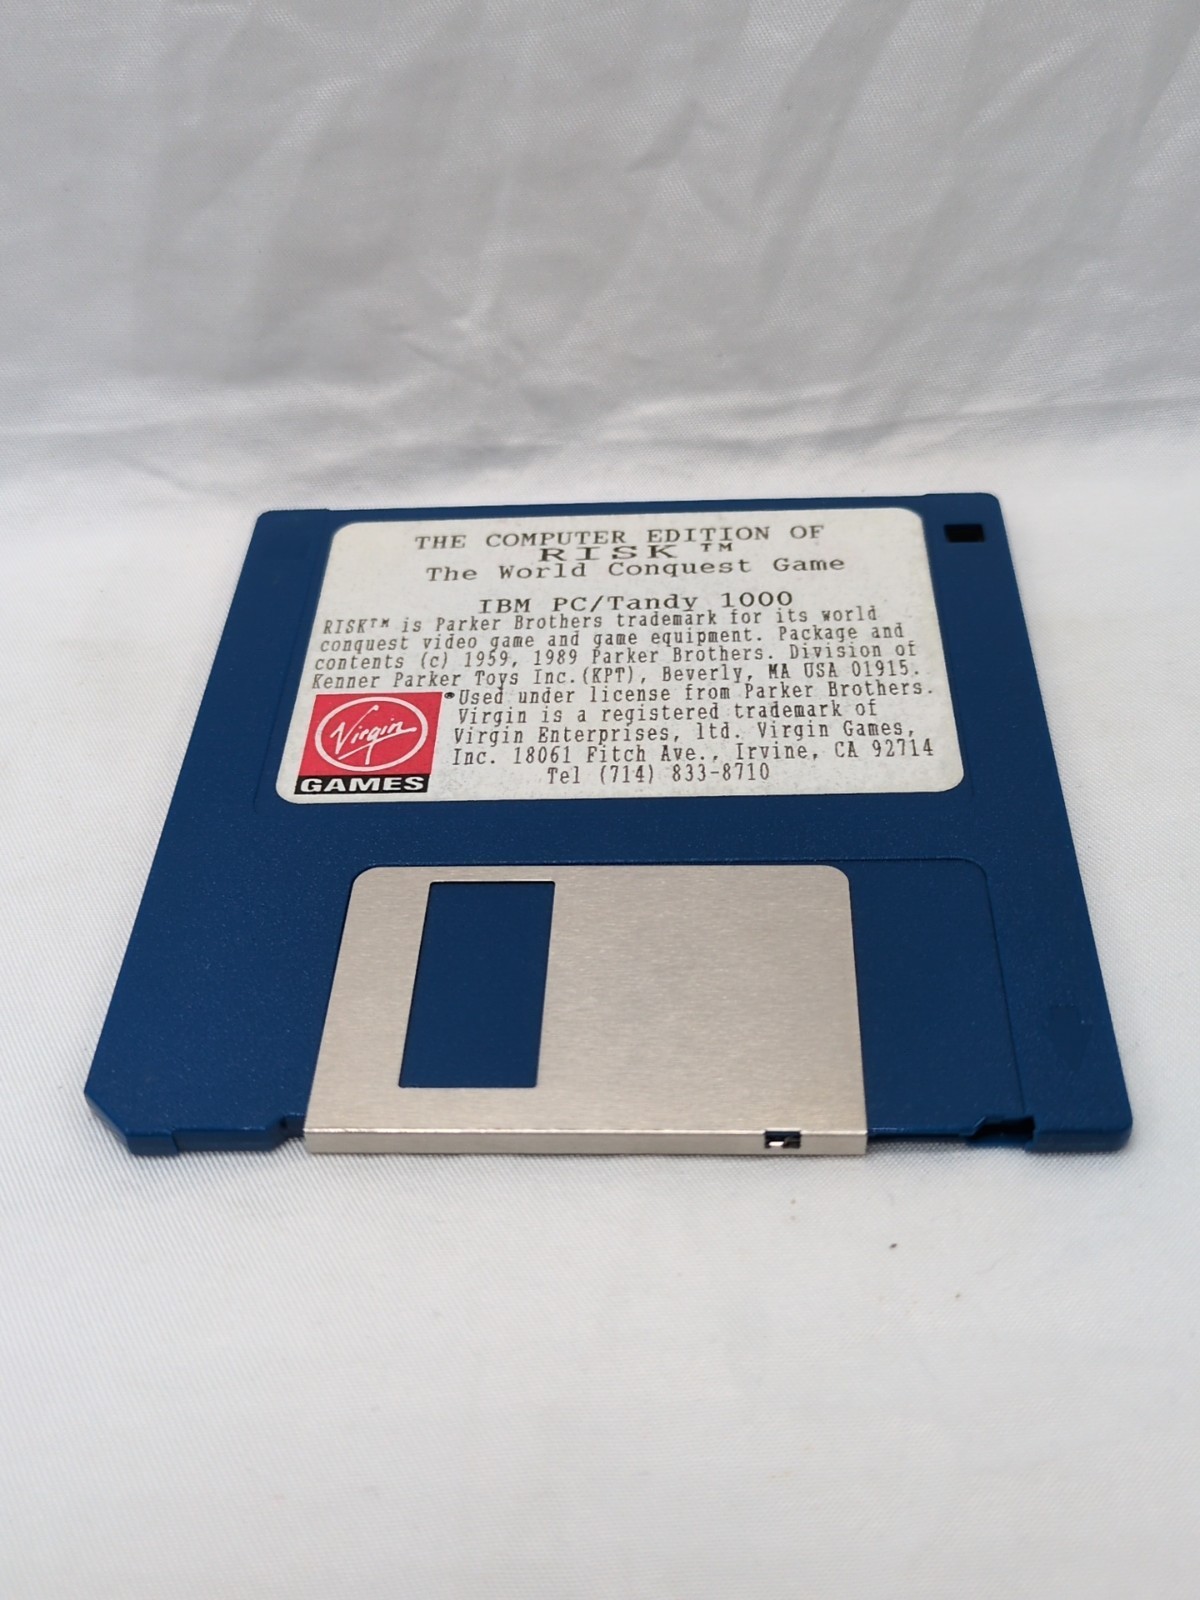 THE COMPUTER EDITION OF
RISK™
The World Conquest Game
IBM PC/Tandy 1000
RISK™ is Parker Brothers trademark for its world
conquest video game and game equipment. Package and
contents (c) 1959, 1989 Parker Brothers. Division of
Kenner Parker Toys Inc.(KPT), Beverly, MA USA 01915.
*Used under license from Parker Brothers.
Virgin is a registered trademark of
Virgin Enterprises, ltd. Virgin Games,
Inc. 18061 Fitch Ave., Irvine, CA 92714
Tel (714) 833-8710
Virgin
GAMES